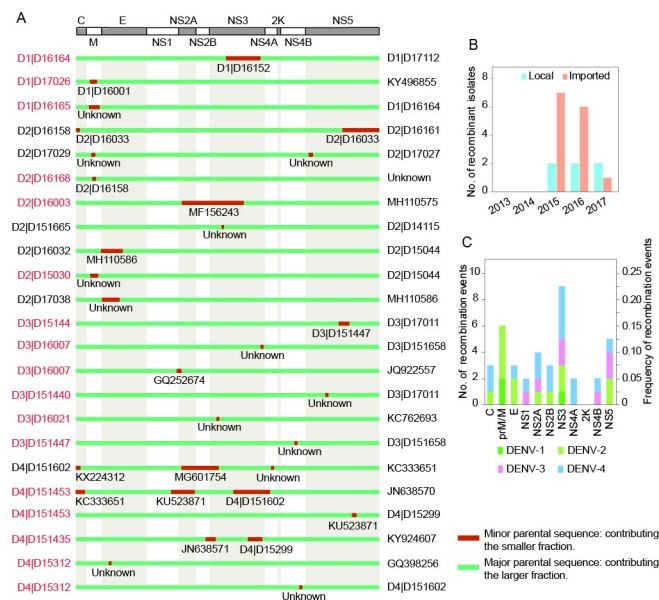 A
C E NS2A NS3 2K NS5
M NS1 NS2B NS4A NS4B
D1|D16164 D1|D17112
D1|D16152
D1|D17026 KY496855
D1|D16001
D1|D16165 D1|D16164
Unknown
D2|D16158 D2|D16161
D2|D16033 D2|D16033
D2|D17029 D2|D17027
Unknown Unknown
D2|D16168 Unknown
D2|D16158
D2|D16003 MH110575
MF156243
D2|D151665 D2|D14115
Unknown
D2|D16032 D2|D15044
MH110586
D2|D15030 D2|D15044
Unknown
D2|D17038 MH110586
Unknown
D3|D15144 D3|D17011
D3|D151447
D3|D16007 D3|D151658
Unknown
D3|D16007 JQ922557
GQ252674
D3|D151440 D3|D17011
Unknown
D3|D16021 KC762693
Unknown
D3|D151447 D3|D151658
Unknown
D4|D151602 KC333651
KX224312 MG601754 Unknown
D4|D151453 JN638570
KC333651 KU523871 D4|D151602
D4|D151453 D4|D15299
KU523871
D4|D151435 KY924607
JN638571 D4|D15299
D4|D15312 GQ398256
Unknown
D4|D15312 D4|D151602
Unknown
B
Local Imported
No. of recombinant isolates
8
6
4
2
0
2013 2014 2015 2016 2017
C
No. of recombination events
10
8
6
4
2
0
Frequency of recombination events
0.25
0.20
0.15
0.10
0.05
0.00
C prM/M E NS1 NS2A NS2B NS3 NS4A 2K NS4B NS5
DENV-1 DENV-2
DENV-3 DENV-4
Minor parental sequence: contributing
the smaller fraction.
Major parental sequence: contributing
the larger fraction.